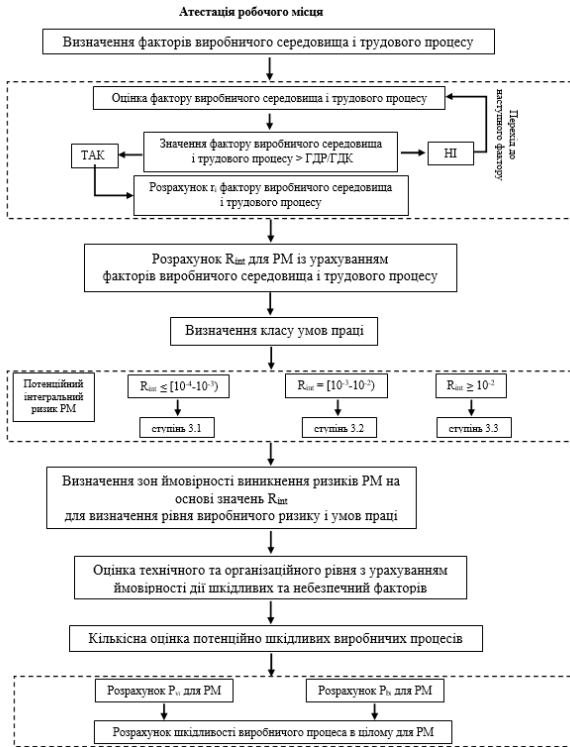 Атестація робочого місця
Визначення факторів виробничого середовища і трудового процесу
Оцінка фактору виробничого середовища і трудового процесу
Перехід до
наступного фактору
Значення фактору виробничого середовища
і трудового процесу > ГДР/ГДК
ТАК
НІ
Розрахунок rᵢ фактору виробничого середовища
і трудового процесу
Розрахунок Rint для РМ із урахуванням
факторів виробничого середовища і трудового процесу
Визначення класу умов праці
Потенційний
інтегральний
ризик РМ
Rint ≤ [10⁻⁴-10⁻³)
Rint = [10⁻³-10⁻²)
Rint ≥ 10⁻²
ступінь 3.1
ступінь 3.2
ступінь 3.3
Визначення зон ймовірності виникнення ризиків РМ на
основі значень Rint
для визначення рівня виробничого ризику і умов праці
Оцінка технічного та організаційного рівня з урахуванням
ймовірності дії шкідливих та небезпечний факторів
Кількісна оцінка потенційно шкідливих виробничих процесів
Розрахунок для РМ
Розрахунок для РМ
Розрахунок шкідливості виробничого процеса в цілому для РМ